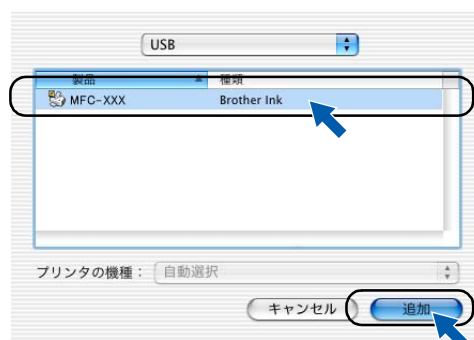 USB
製品 種類
MFC-XXX Brother Ink
プリンタの機種： 自動選択
キャンセル 追加